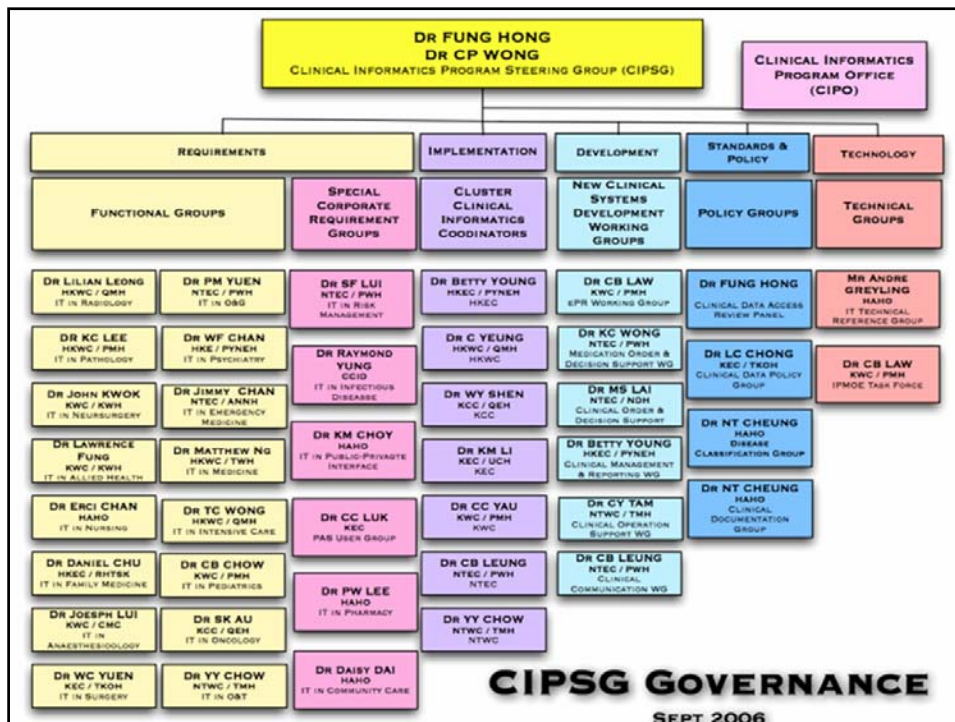 DR FUNG HONG
DR CP WONG
CLINICAL INFORMATICS PROGRAM STEERING GROUP (CIPSG)
CLINICAL INFORMATICS
PROGRAM OFFICE
(CIPO)
REQUIREMENTS
IMPLEMENTATION
DEVELOPMENT
STANDARDS &
POLICY
TECHNOLOGY
FUNCTIONAL GROUPS
SPECIAL
CORPORATE
REQUIREMENT
GROUPS
CLUSTER
CLINICAL
INFORMATICS
COODINATORS
NEW CLINICAL
SYSTEMS
DEVELOPMENT
WORKING
GROUPS
POLICY GROUPS
TECHNICAL
GROUPS
DR LILIAN LEONG
HKWC / QMH
IT IN RADIOLOGY
DR KC LEE
HKWC / PMH
IT IN PATHOLOGY
DR JOHN KWOK
KWC / KWH
IT IN NEURSURGERY
DR LAWRENCE
FUNG
KWC / KWH
IT IN ALLIED HEALTH
DR ERCI CHAN
HAHO
IT IN NURSING
DR DANIEL CHU
HKEC / RHTSK
IT IN FAMILY MEDICINE
DR JOESPH LUI
KWC / CMC
IT IN
ANAESTHESIOOLOGY
DR WC YUEN
KEC / TKOH
IT IN SURGERY
DR PM YUEN
NTEC / PWH
IT IN O&G
DR WF CHAN
HKE / PYNEH
IT IN PSYCHIATRY
DR JIMMY CHAN
NTEC / ANNH
IT IN EMERGENCY
MEDICINE
DR MATTHEW NG
HKWC / TWH
IT IN MEDICINE
DR TC WONG
HKWC / QMH
IT IN INTENSIVE CARE
DR CB CHOW
KWC / PMH
IT IN PEDIATRICS
DR SK AU
KCC / QEH
IT IN ONCOLOGY
DR YY CHOW
NTWC / TMH
IT IN O&T
DR SF LUI
NTEC / PWH
IT IN RISK
MANAGEMENT
DR RAYMOND
YUNG
CCID
IT IN INFECTIOUS
DISEASSE
DR KM CHOY
HAHO
IT IN PUBLIC-PRIVAQTE
INTERFACE
DR CC LUK
KEC
PAS USER GROUP
DR PW LEE
HAHO
IT IN PHARMACY
DR DAISY DAI
HAHO
IT IN COMMUNITY CARE
DR BETTY YOUNG
HKEC / PYNEH
HKEC
DR C YEUNG
HKWC / QMH
HKWC
DR WY SHEN
KCC / QEH
KCC
DR KM LI
KEC / UCH
KEC
DR CC YAU
KWC / PMH
KWC
DR CB LEUNG
NTEC / PWH
NTEC
DR YY CHOW
NTWC / TMH
NTWC
DR CB LAW
KWC / PMH
EPR WORKING GROUP
DR KC WONG
NTEC / PWH
MEDICATION ORDER &
DECISION SUPPORT WG
DR MS LAI
NTEC / NDH
CLINICAL ORDER &
DECISION SUPPORT
DR BETTY YOUNG
HKEC / PYNEH
CLINICAL MANAGEMENT
& REPORTING WG
DR CY TAM
NTWC / TMH
CLINICAL OPERATION
SUPPORT WG
DR CB LEUNG
NTEC / PWH
CLINICAL
COMMUNICATION WG
DR FUNG HONG
CLINICAL DATA ACCESS
REVIEW PANEL
DR LC CHONG
KEC / TKOH
CLINICAL DATA POLICY
GROUP
DR NT CHEUNG
HAHO
DISEASE
CLASSIFICATION GROUP
DR NT CHEUNG
HAHO
CLINICAL
DOCUMENTATION
GROUP
MR ANDRE
GREYLING
HAHO
IT TECHNICAL
REFERENCE GROUP
DR CB LAW
KWC / PMH
IPMOE TASK FORCE
CIPSG GOVERNANCE
SEPT 2006